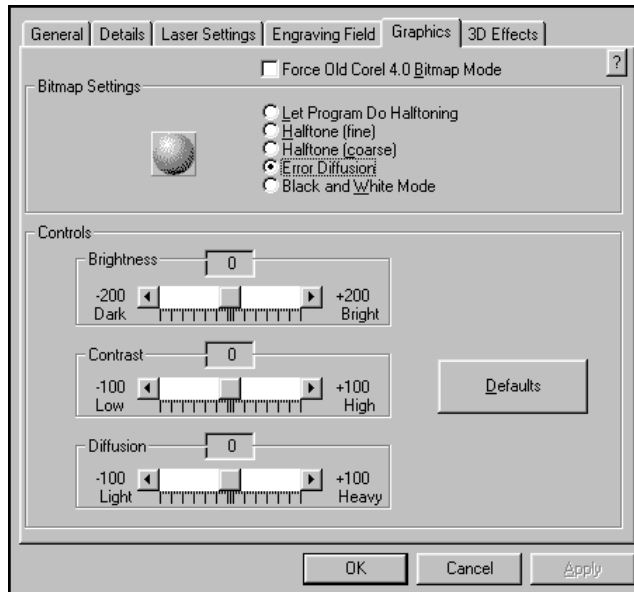 General Details Laser Settings Engraving Field Graphics 3D Effects
Force Old Corel 4.0 Bitmap Mode ?
Bitmap Settings
Let Program Do Halftoning
Halftone (fine)
Halftone (coarse)
Error Diffusion
Black and White Mode
Controls
Brightness 0
-200 +200
Dark Bright
Contrast 0
-100 +100
Low High
Defaults
Diffusion 0
-100 +100
Light Heavy
OK Cancel Apply